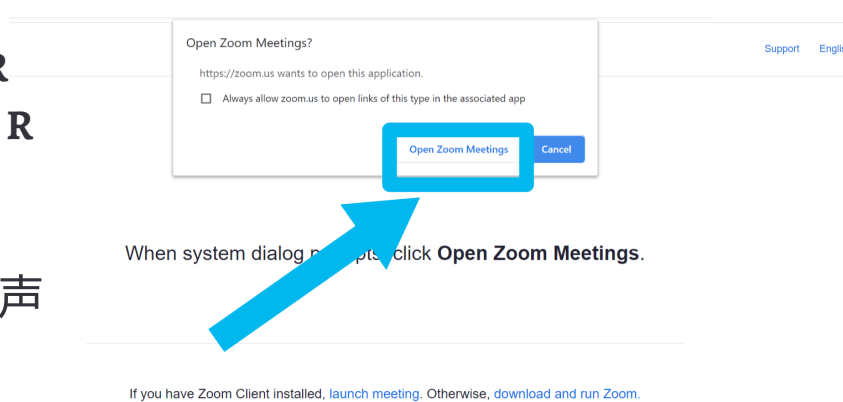 Open Zoom Meetings?
Support
https://zoom.us wants to open this application.
Always allow zoom.us to open links of this type in the associated app
R
Open Zoom Meetings Cancel
When system dialog click Open Zoom Meetings.
声
If you have Zoom Client installed, launch meeting. Otherwise, download and run Zoom.